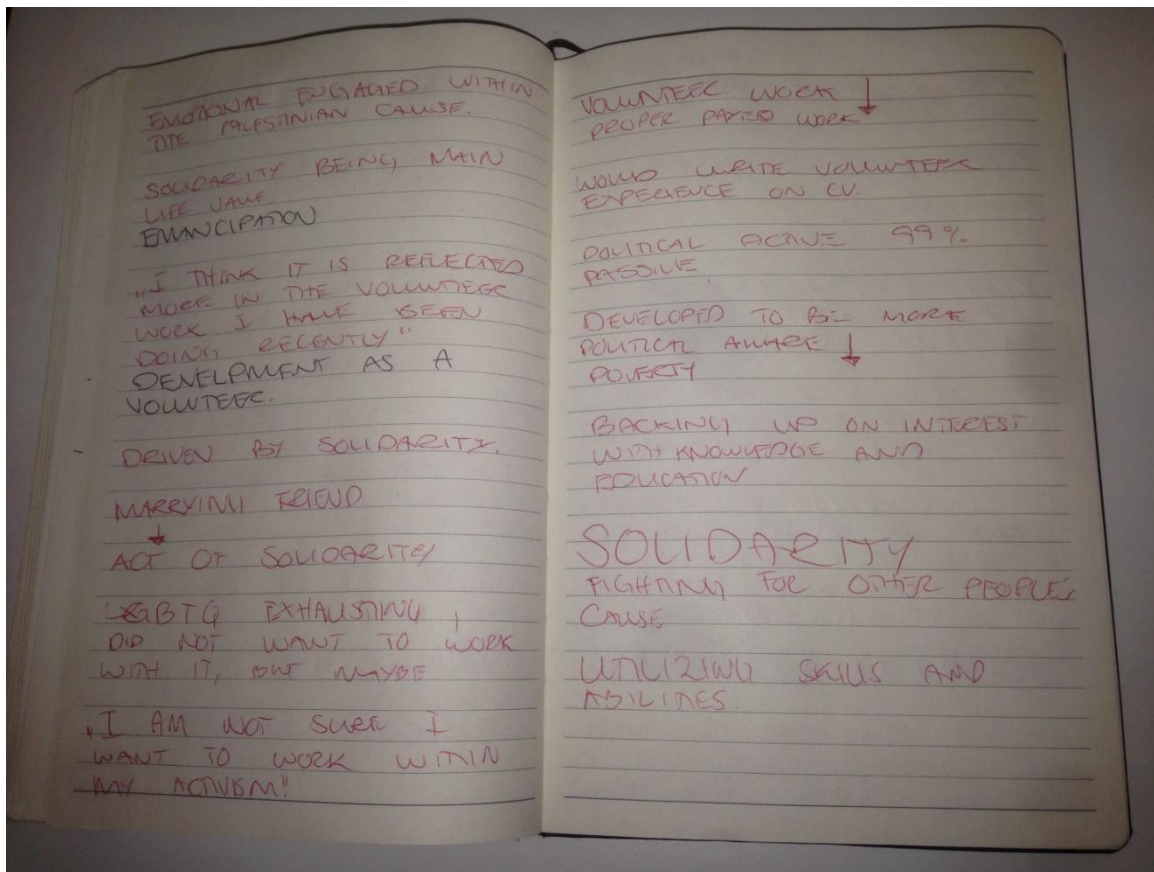 EMOTIONAL ENGAGED WITHIN
THE PALESTINIAN CAUSE.
SOLIDARITY BEING MAIN
LIFE VALUE.
EMANCIPATION
„I THINK IT IS REFLECTED
MORE IN THE VOLUNTEER
WORK I HAVE BEEN
DOING RECENTLY"
DEVELPMENT AS A
VOLUNTEER.
DRIVEN BY SOLIDARITY.
MARRYING FRIEND
↓
ACT OF SOLIDARITY
LGBTQ EXHAUSTING,
DID NOT WANT TO WORK
WITH IT, BUT MAYBE
„I AM NOT SURE I
WANT TO WORK WITHIN
MY ACTIVISM"
VOLUNTEER WORK ↓
PROPER PAYED WORK
WOULD WRITE VOLUNTEER
EXPERIENCE ON CV.
POLITICAL ACTIVE 99%
PASSIVE.
DEVELOPED TO BE MORE
POLITICAL AWARE ↓
POVERTY
BACKING UP ON INTEREST
WITH KNOWLEDGE AND
EDUCATION
SOLIDARITY
FIGHTING FOR OTHER PEOPLE'S
CAUSE
UTILIZING SKILLS AND
ABILITIES